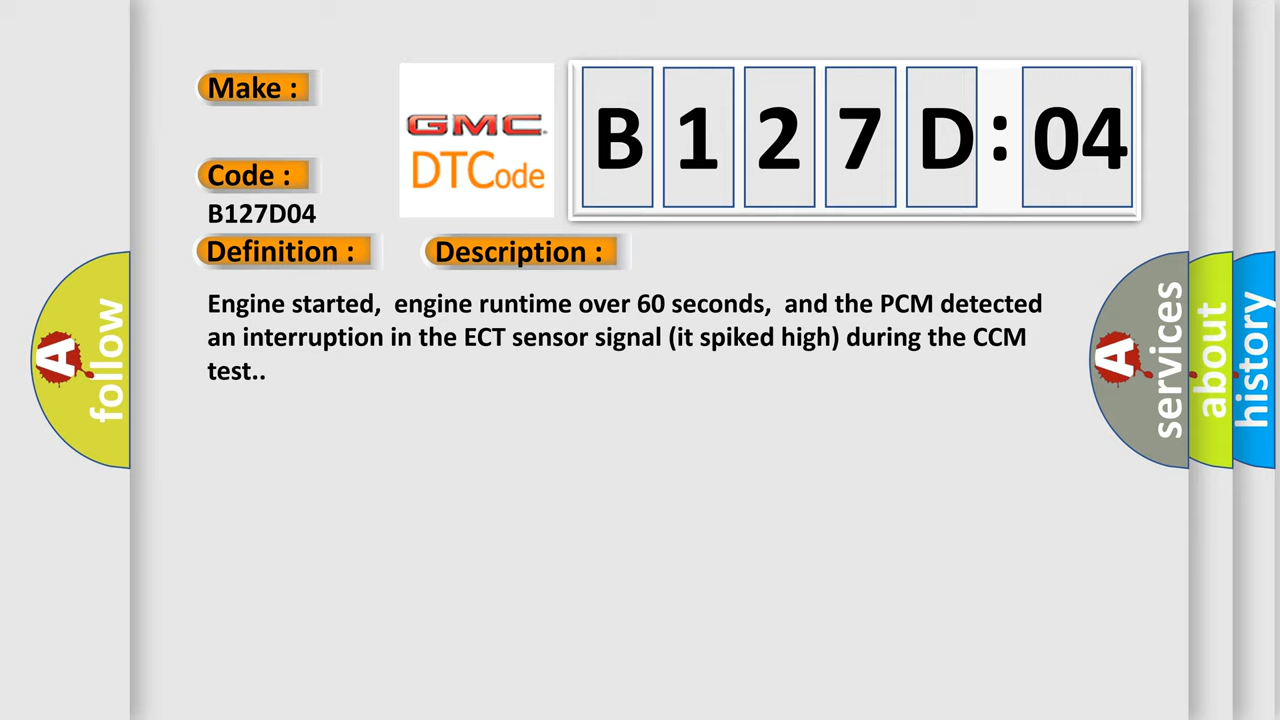 Make :
GMC
DTCode
B 1 2 7 D : 04
Code :
B127D04
Definition :
Description :
Engine started,  engine runtime over 60 seconds,  and the PCM detected
an interruption in the ECT sensor signal (it spiked high) during the CCM
test..
A follow
A services
about
history